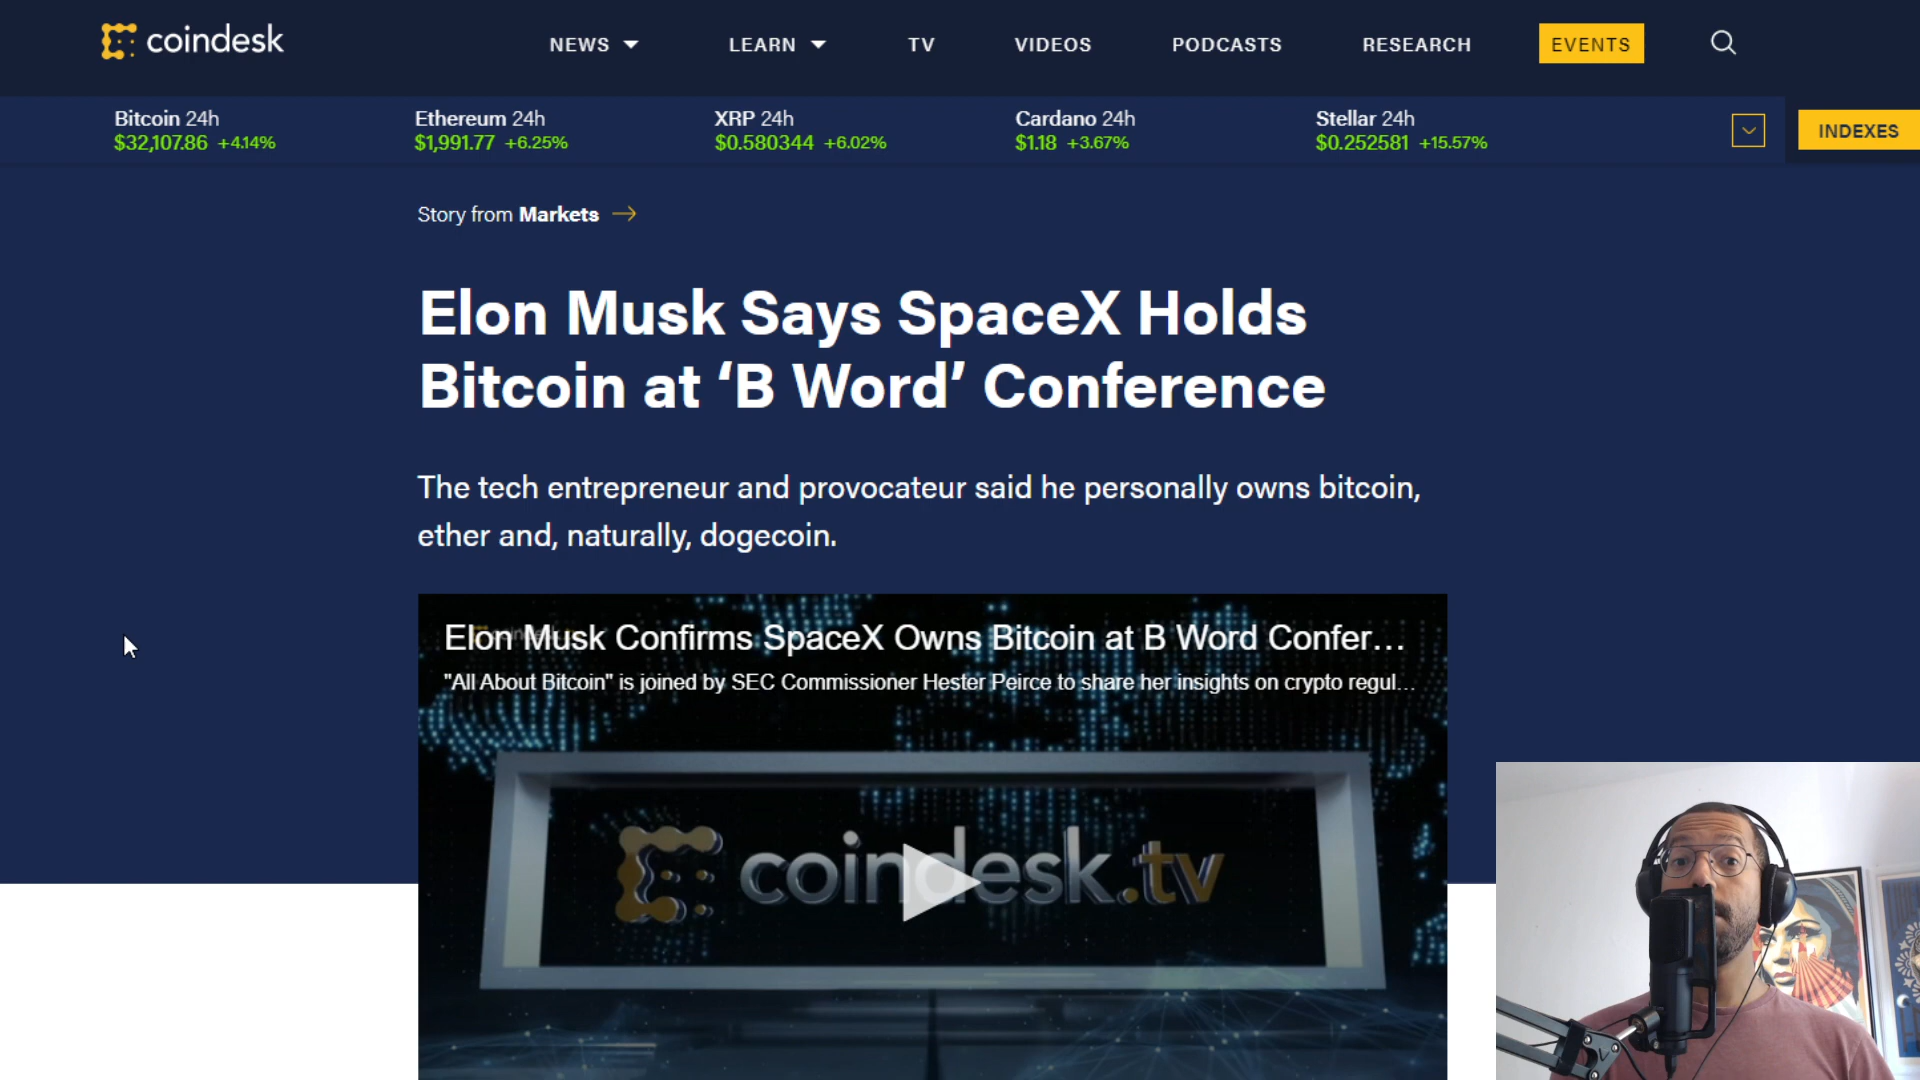 coindesk
NEWS
LEARN
TV
VIDEOS
PODCASTS
RESEARCH
EVENTS
Bitcoin 24h
$32,107.86 +4.14%
Ethereum 24h
$1,991.77 +6.25%
XRP 24h
$0.580344 +6.02%
Cardano 24h
$1.18 +3.67%
Stellar 24h
$0.252581 +15.57%
INDEXES
Story from Markets
Elon Musk Says SpaceX Holds
Bitcoin at ‘B Word’ Conference
The tech entrepreneur and provocateur said he personally owns bitcoin,
ether and, naturally, dogecoin.
Elon Musk Confirms SpaceX Owns Bitcoin at B Word Confer...
"All About Bitcoin" is joined by SEC Commissioner Hester Peirce to share her insights on crypto regul...
coindesk.tv